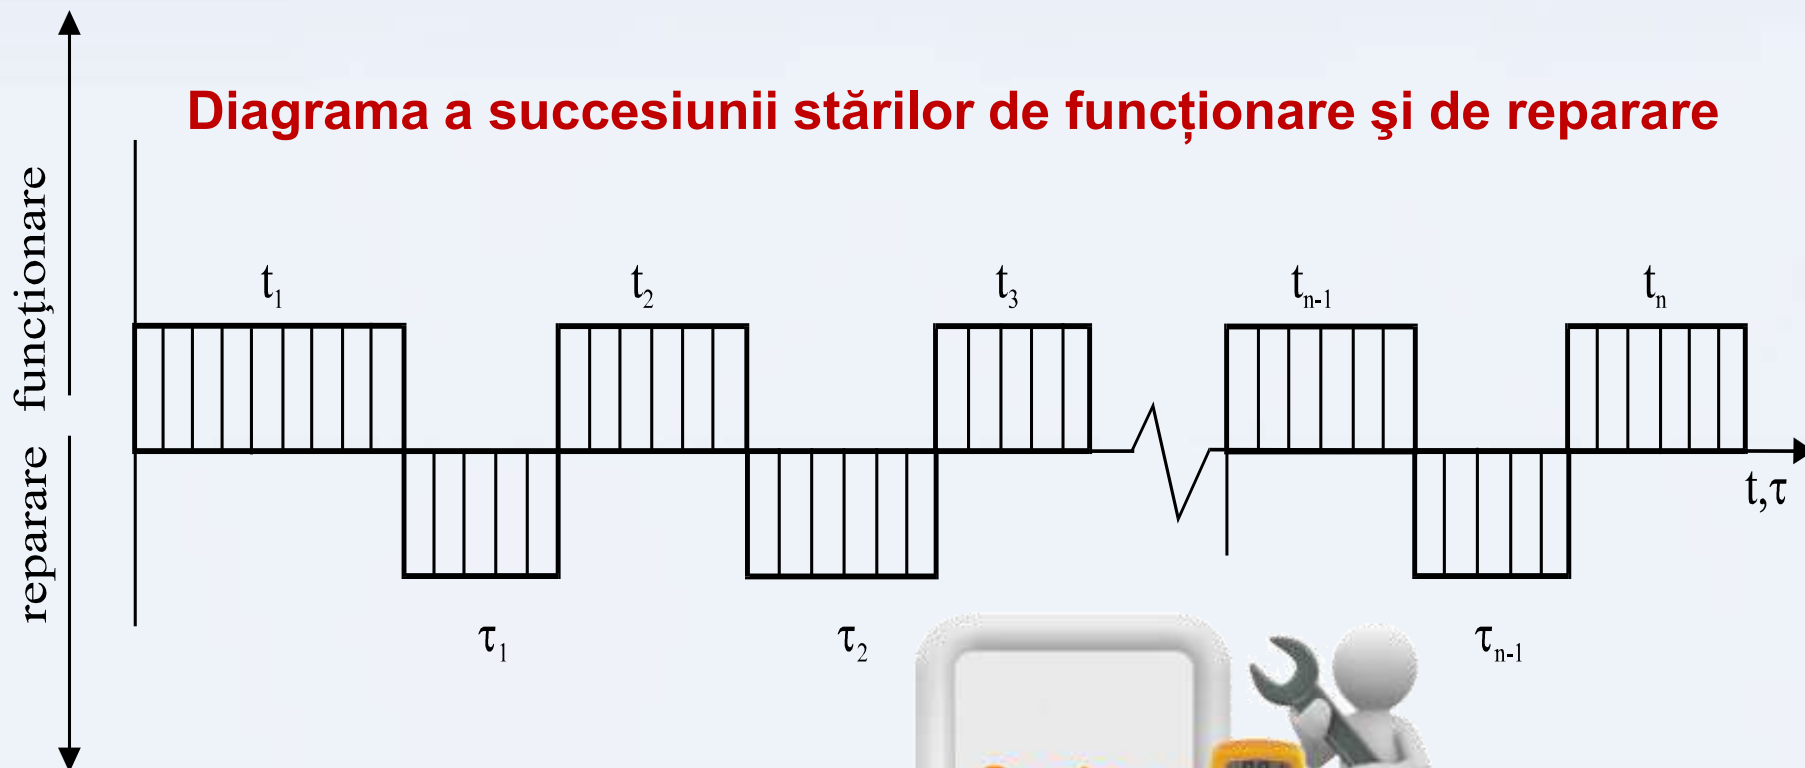 Diagrama a succesiunii stărilor de funcționare şi de reparare
funcţionare
t₁ t₂ t₃ tₙ₋₁ tₙ
t,τ
reparare
τ₁ τ₂ τₙ₋₁